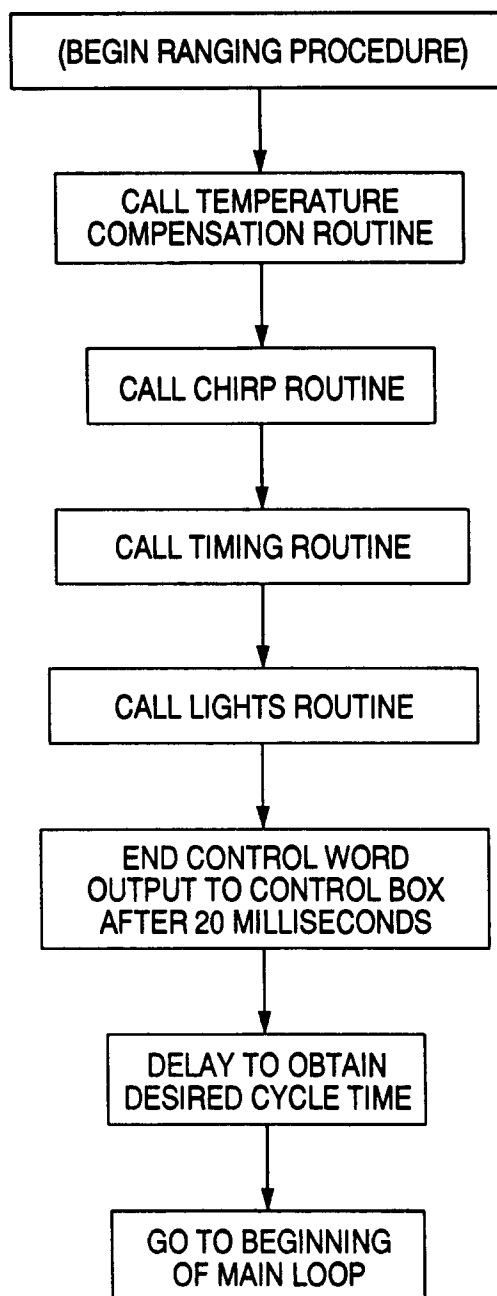 (BEGIN RANGING PROCEDURE)
CALL TEMPERATURE
COMPENSATION ROUTINE
CALL CHIRP ROUTINE
CALL TIMING ROUTINE
CALL LIGHTS ROUTINE
END CONTROL WORD
OUTPUT TO CONTROL BOX
AFTER 20 MILLISECONDS
DELAY TO OBTAIN
DESIRED CYCLE TIME
GO TO BEGINNING
OF MAIN LOOP